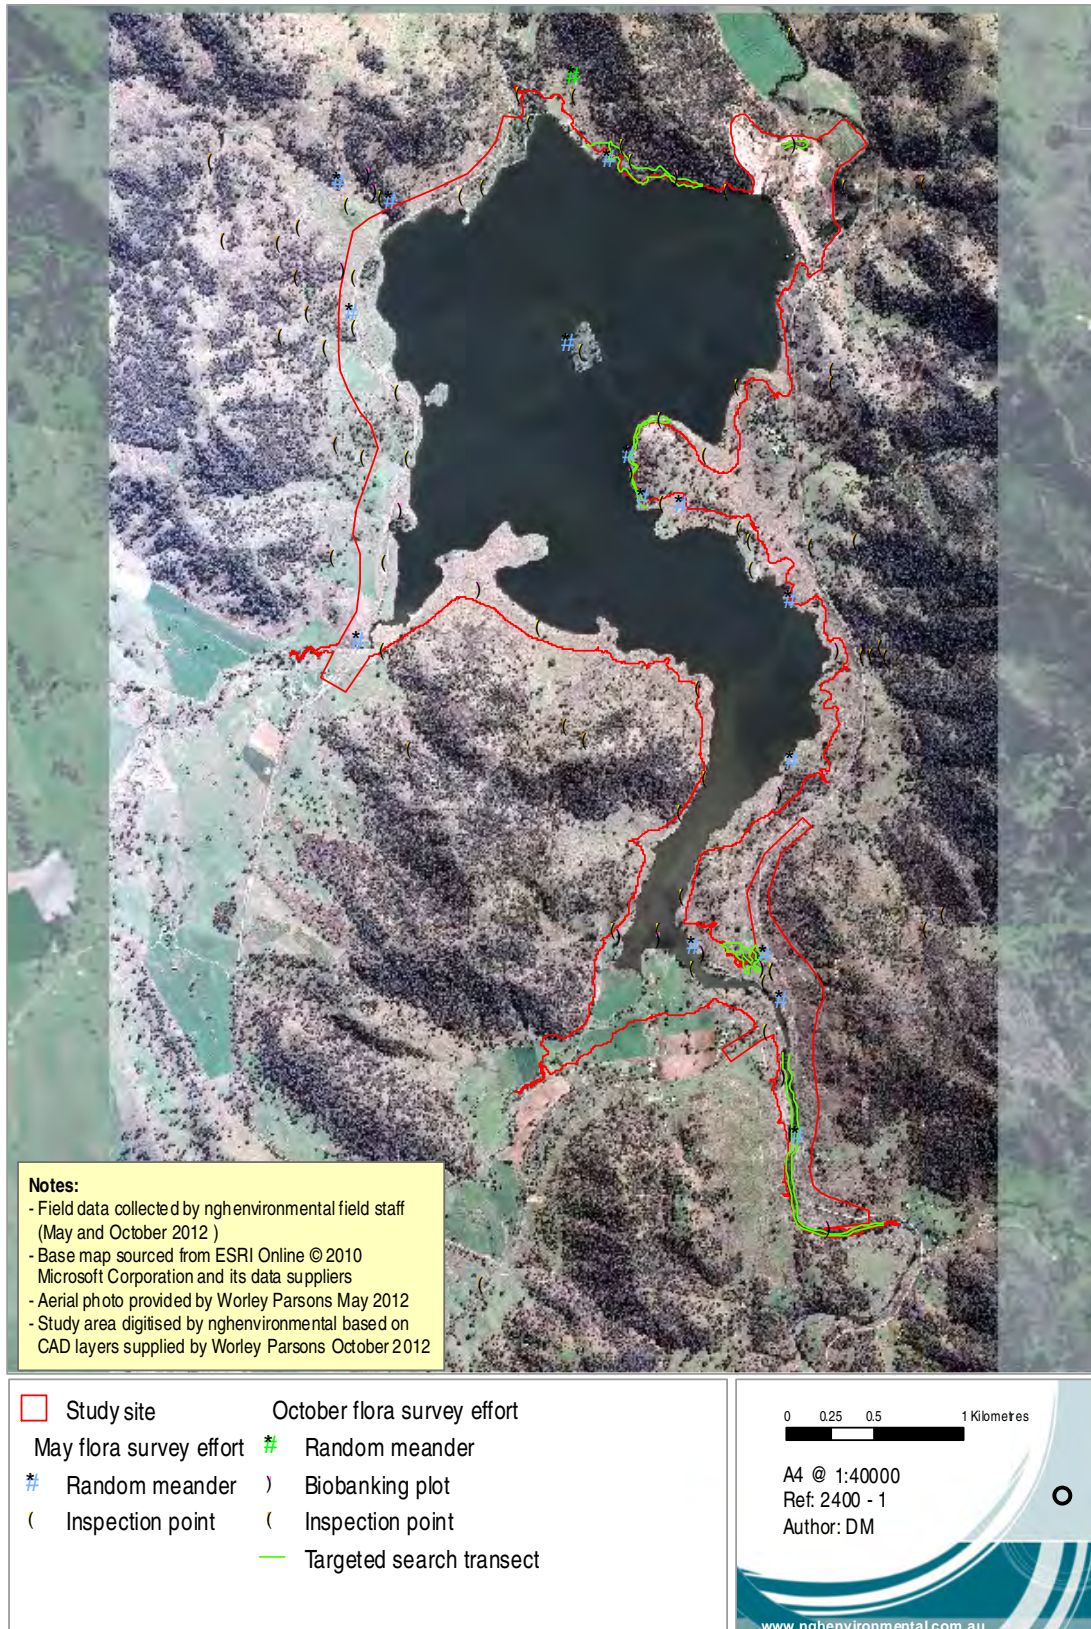 Notes:
- Field data collected by nghenvironmental field staff
(May and October 2012 )
- Base map sourced from ESRI Online © 2010
Microsoft Corporation and its data suppliers
- Aerial photo provided by Worley Parsons May 2012
- Study area digitised by nghenvironmental based on
CAD layers supplied by Worley Parsons October 2012
Study site
May flora survey effort
Random meander
Inspection point
October flora survey effort
Random meander
Biobanking plot
Inspection point
Targeted search transect
0 0.25 0.5 1 Kilometres
A4 @ 1:40000
Ref: 2400 - 1
Author: DM
www.nghenvironmental.com.au